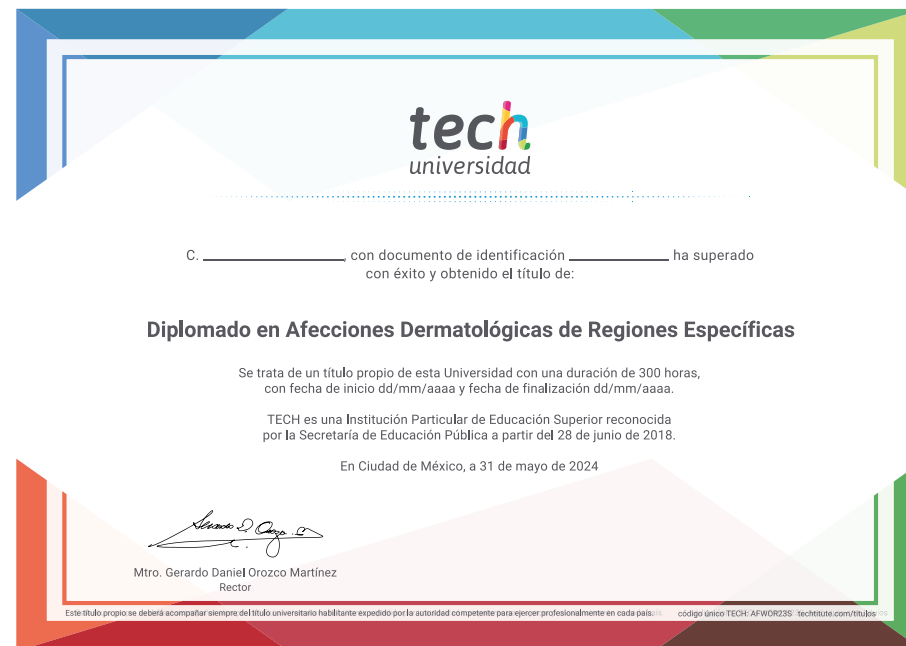 tech
universidad
C. ____________, con documento de identificación ____________ ha superado
con éxito y obtenido el título de:
Diplomado en Afecciones Dermatológicas de Regiones Específicas
Se trata de un título propio de esta Universidad con una duración de 300 horas,
con fecha de inicio dd/mm/aaaa y fecha de finalización dd/mm/aaaa.
TECH es una Institución Particular de Educación Superior reconocida
por la Secretaría de Educación Pública a partir del 28 de junio de 2018.
En Ciudad de México, a 31 de mayo de 2024
Mtro. Gerardo Daniel Orozco Martínez
Rector
Este título propio se deberá acompañar siempre del título universitario habilitante expedido por la autoridad competente para ejercer profesionalmente en cada país. código único TECH: AFWOR23S techtitute.com/titulos